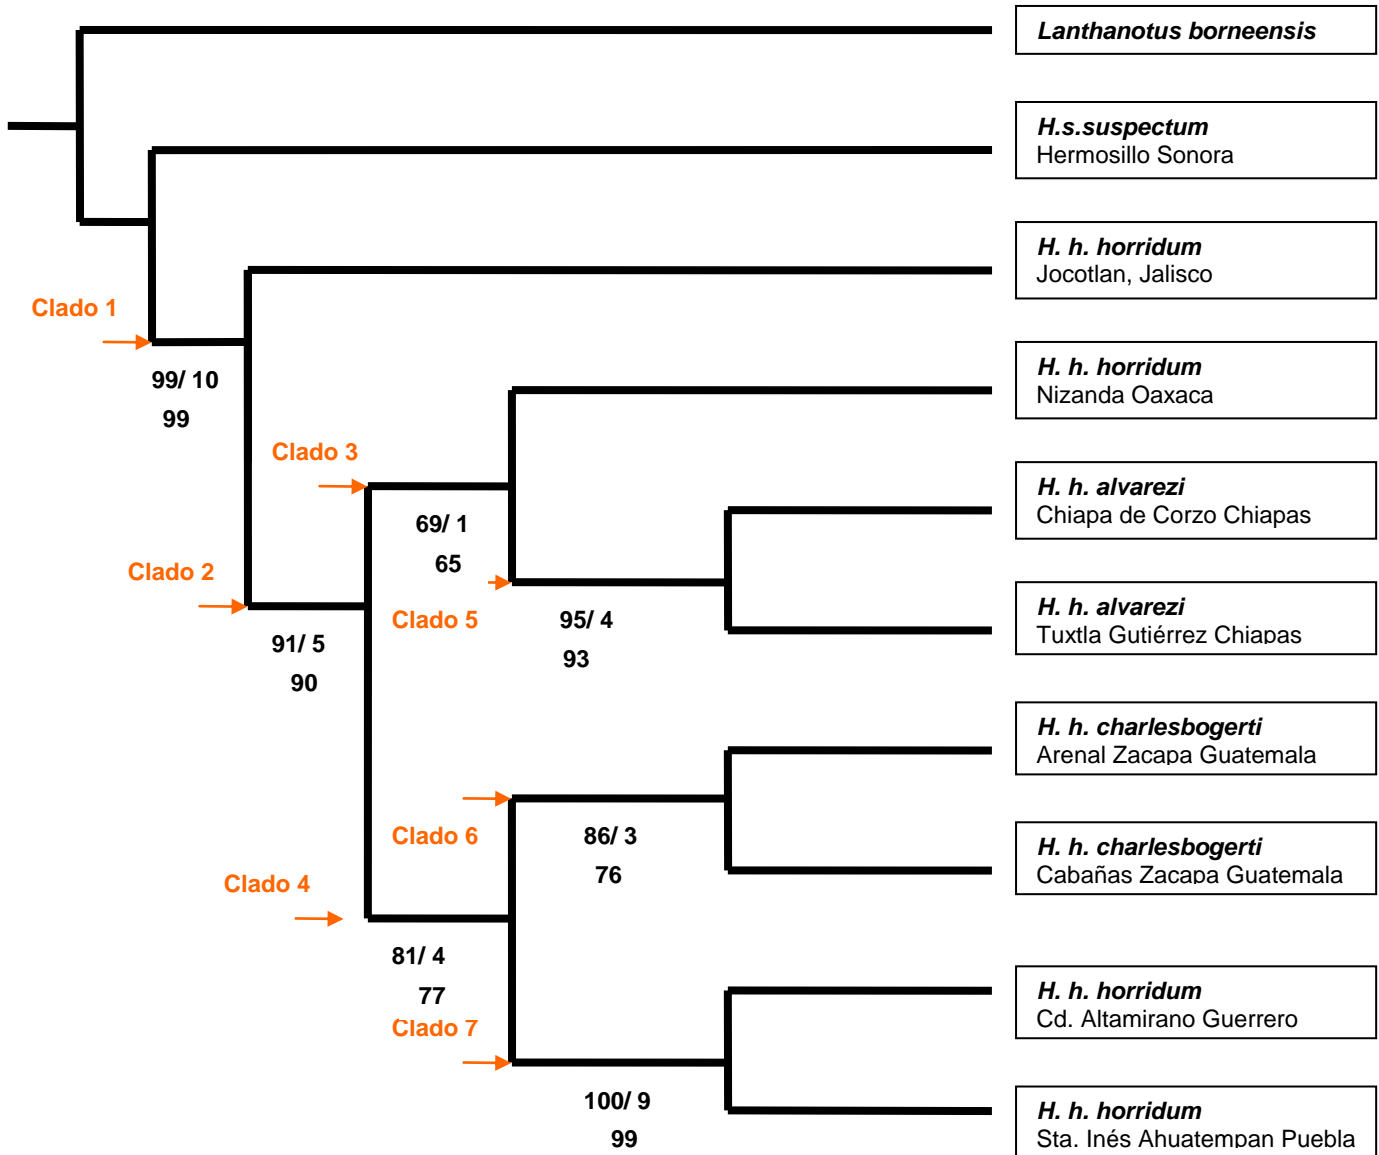 Lanthanotus borneensis
H.s.suspectum
Hermosillo Sonora
H. h. horridum
Jocotlan, Jalisco
Clado 1
99/ 10
99
H. h. horridum
Nizanda Oaxaca
Clado 3
69/ 1
65
H. h. alvarezi
Chiapa de Corzo Chiapas
Clado 2
91/ 5
90
Clado 5
95/ 4
93
H. h. alvarezi
Tuxtla Gutiérrez Chiapas
H. h. charlesbogerti
Arenal Zacapa Guatemala
Clado 6
86/ 3
76
H. h. charlesbogerti
Cabañas Zacapa Guatemala
Clado 4
81/ 4
77
Clado 7
H. h. horridum
Cd. Altamirano Guerrero
100/ 9
99
H. h. horridum
Sta. Inés Ahuatempan Puebla